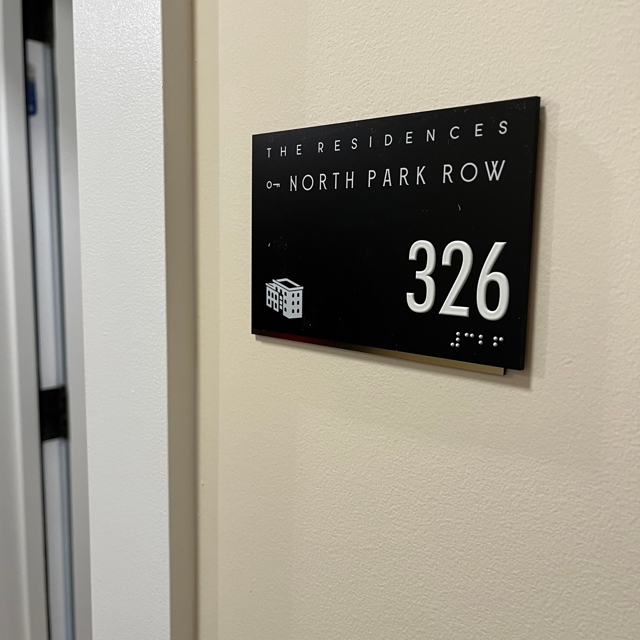 THE RESIDENCES
NORTH PARK ROW
326
⠼⠉⠃⠋